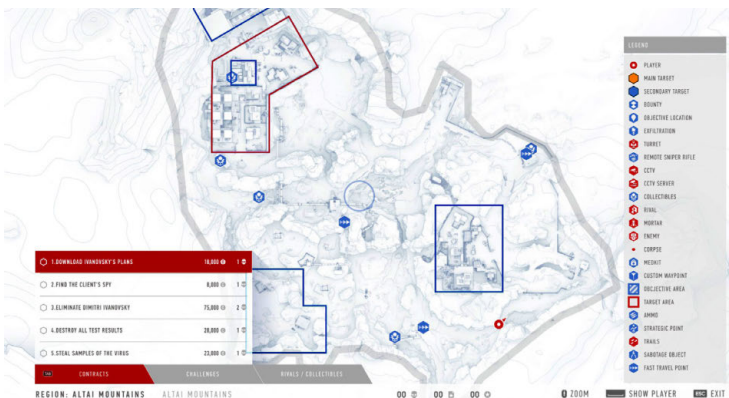 LEGEND
PLAYER
MAIN TARGET
SECONDARY TARGET
BOUNTY
OBJECTIVE LOCATION
EXFILTRATION
TURRET
REMOTE SNIPER RIFLE
CCTV
CCTV SERVER
COLLECTIBLES
RIVAL
MORTAR
ENEMY
CORPSE
MEDKIT
CUSTOM WAYPOINT
OBJECTIVE AREA
TARGET AREA
AMMO
STRATEGIC POINT
TRAILS
SABOTAGE OBJECT
FAST TRAVEL POINT
1.DOWNLOAD IVANOVSKY'S PLANS 10,000 1
2.FIND THE CLIENT'S SPY 8,000 1
3.ELIMINATE DIMITRI IVANOVSKY 75,000 2
4.DESTROY ALL TEST RESULTS 20,000 1
5.STEAL SAMPLES OF THE VIRUS 23,000 1
TAB CONTRACTS CHALLENGES RIVALS / COLLECTIBLES
REGION: ALTAI MOUNTAINS ALTAI MOUNTAINS 00 00 00 ZOOM SHOW PLAYER ESC EXIT